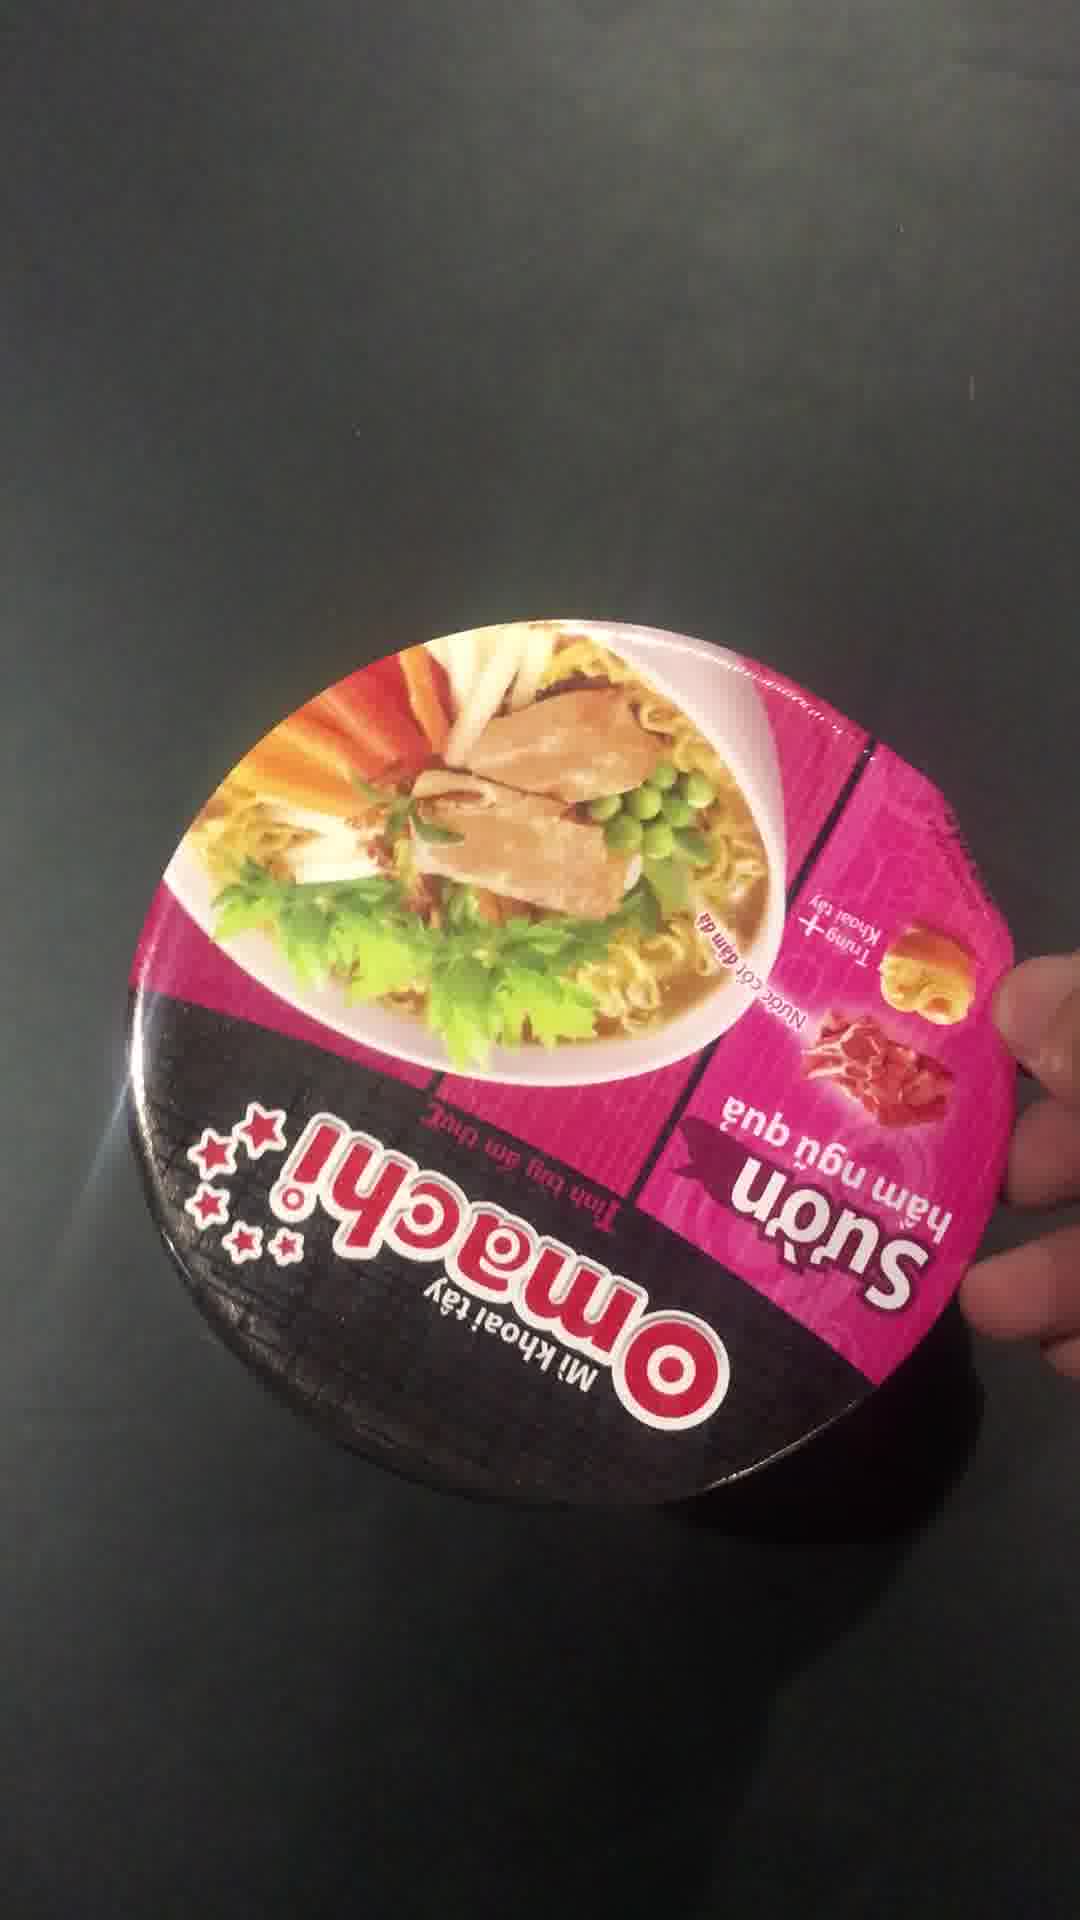 Mì khoai tây
Omachi
Tinh túy ẩm thực
Sườn
hầm ngũ quả
Nước cốt đậm đà
Trứng+
Khoai tây